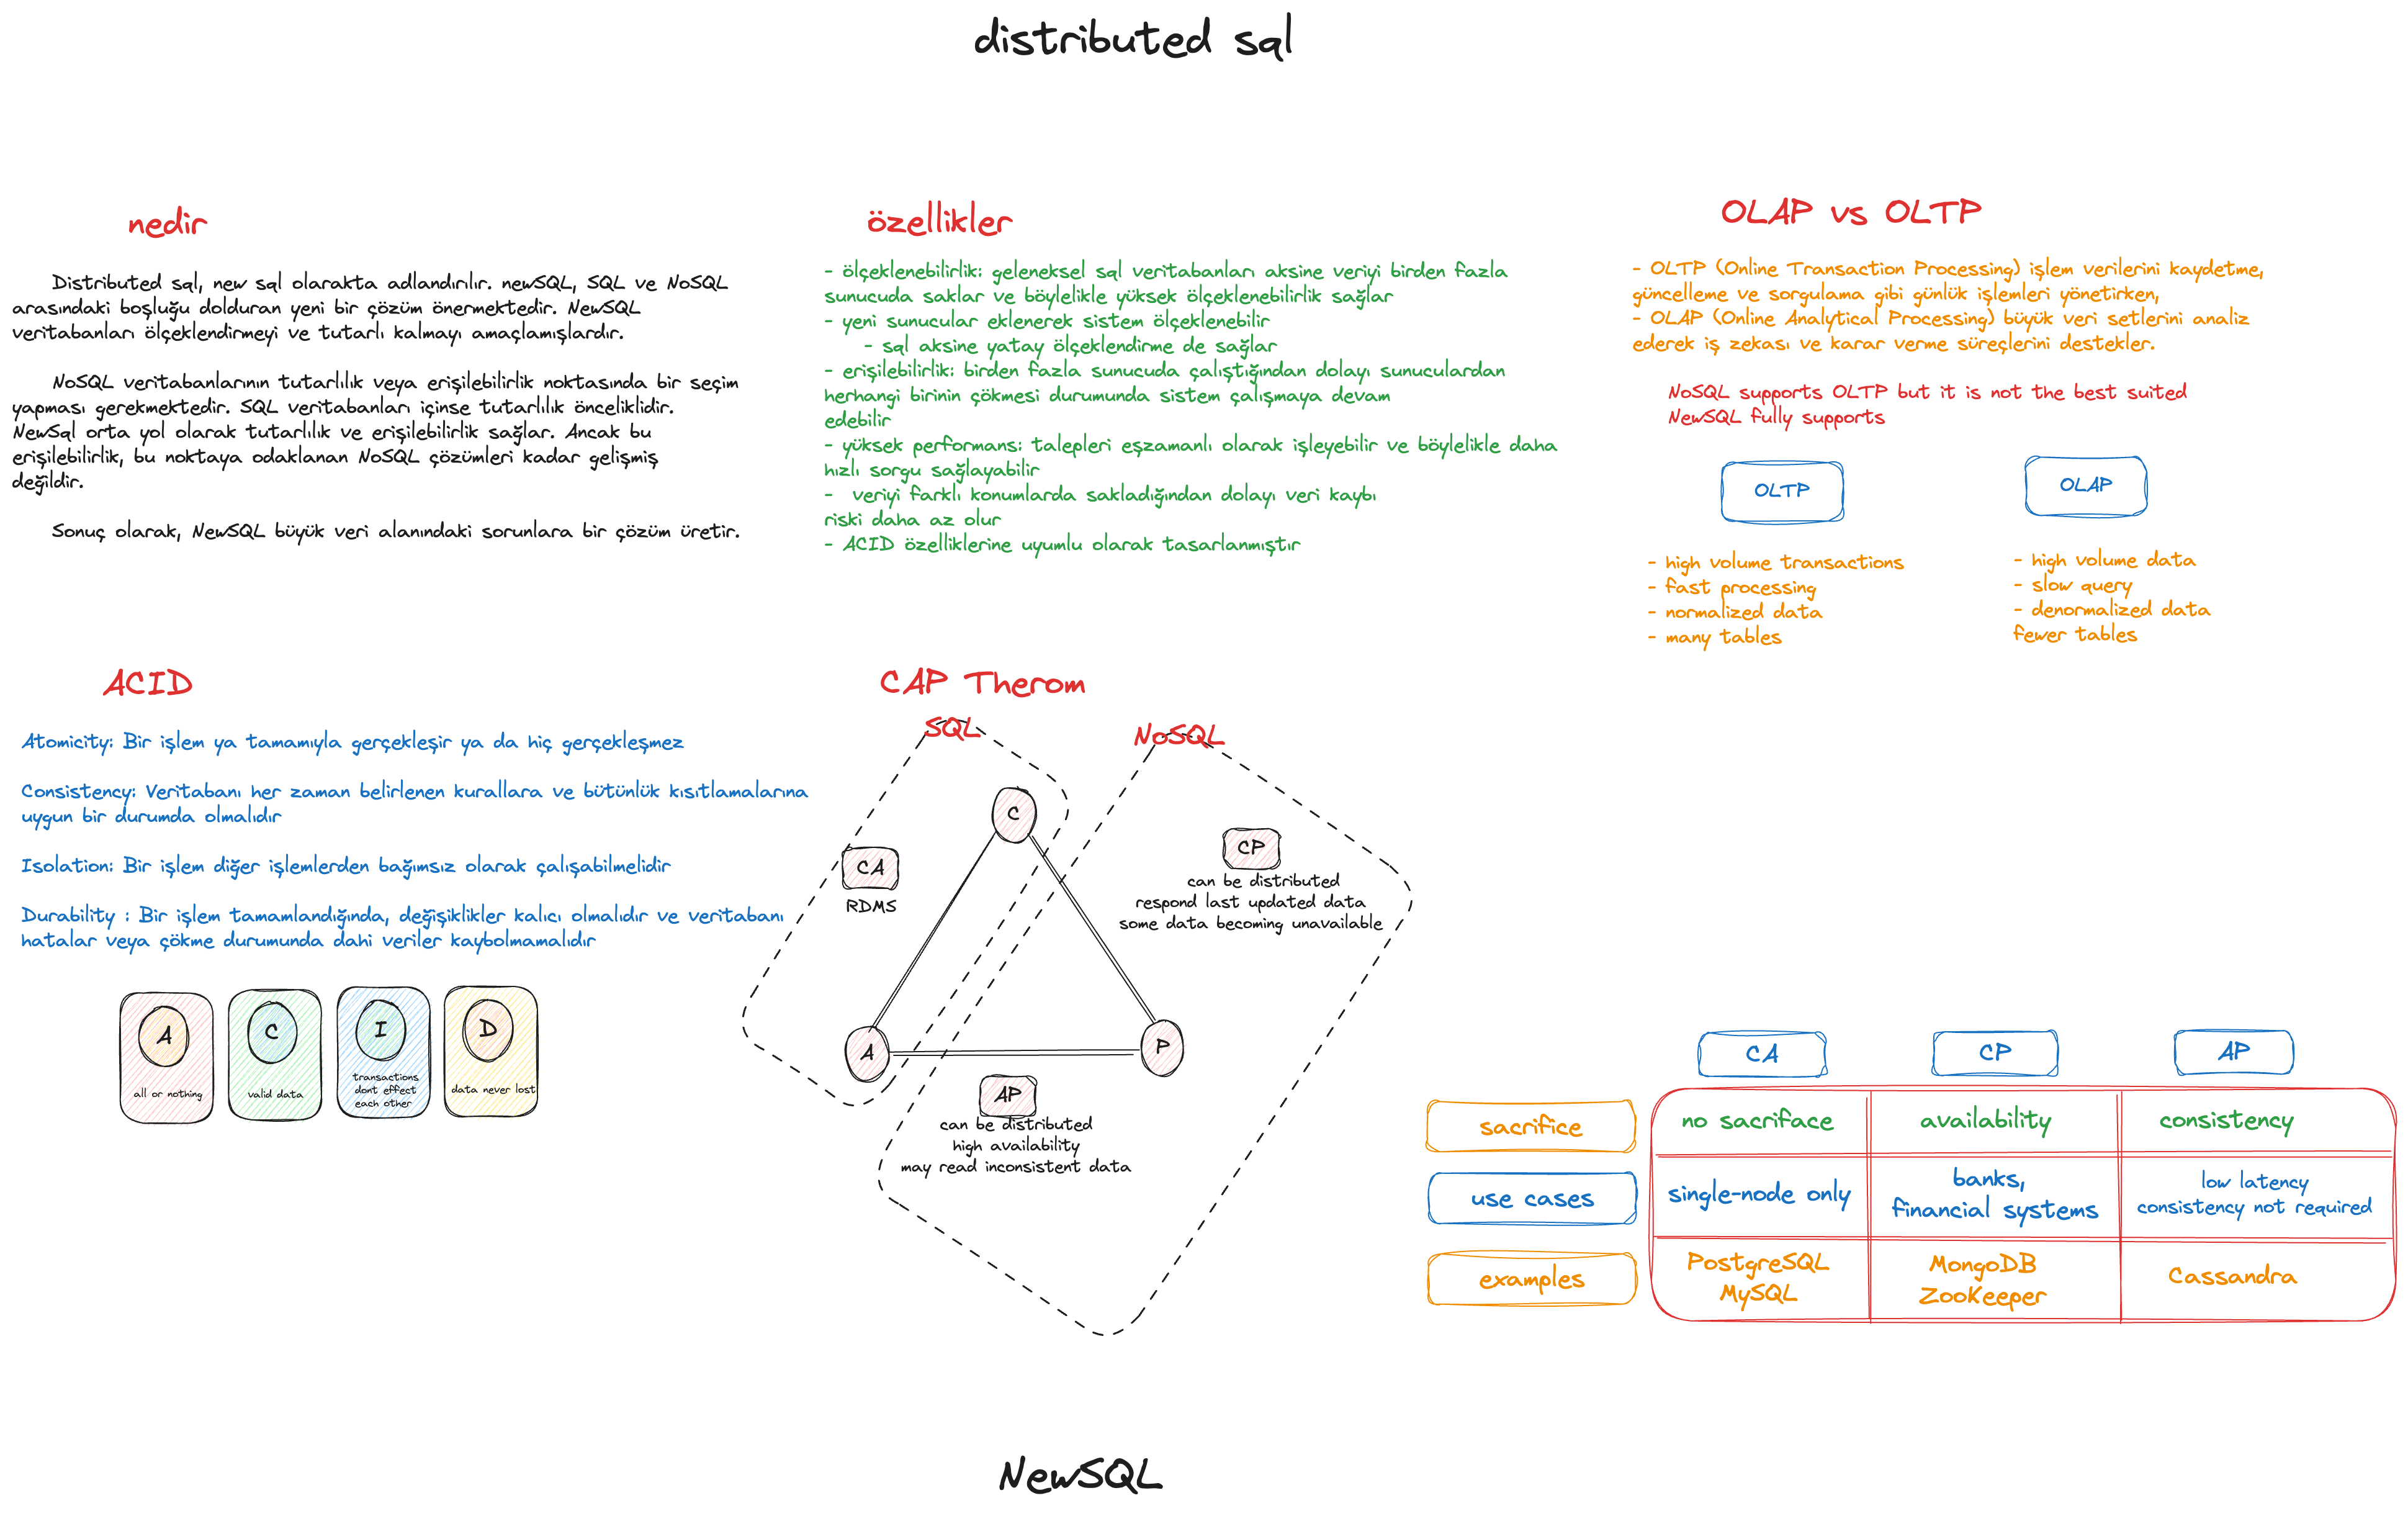 distributed sql
nedir
Distributed sql, new sql olarakta adlandırılır. newSQL, SQL ve NoSQL
arasındaki boşluğu dolduran yeni bir çözüm önermektedir. NewSQL
veritabanları ölçeklendirmeyi ve tutarlı kalmayı amaçlamışlardır.
NoSQL veritabanlarının tutarlılık veya erişilebilirlik noktasında bir seçim
yapması gerekmektedir. SQL veritabanları içinse tutarlılık önceliklidir.
NewSql orta yol olarak tutarlılık ve erişilebilirlik sağlar. Ancak bu
erişilebilirlik, bu noktaya odaklanan NoSQL çözümleri kadar gelişmiş
değildir.
Sonuç olarak, NewSQL büyük veri alanındaki sorunlara bir çözüm üretir.
özellikler
- ölçeklenebilirlik: geleneksel sql veritabanları aksine veriyi birden fazla
sunucuda saklar ve böylelikle yüksek ölçeklenebilirlik sağlar
- yeni sunucular eklenerek sistem ölçeklenebilir
- sql aksine yatay ölçeklendirme de sağlar
- erişilebilirlik: birden fazla sunucuda çalıştığından dolayı sunuculardan
herhangi birinin çökmesi durumunda sistem çalışmaya devam
edebilir
- yüksek performans: talepleri eşzamanlı olarak işleyebilir ve böylelikle daha
hızlı sorgu sağlayabilir
- veriyi farklı konumlarda sakladığından dolayı veri kaybı
riski daha az olur
- ACID özelliklerine uyumlu olarak tasarlanmıştır
OLAP vs OLTP
- OLTP (Online Transaction Processing) işlem verilerini kaydetme,
güncelleme ve sorgulama gibi günlük işlemleri yönetirken,
- OLAP (Online Analytical Processing) büyük veri setlerini analiz
ederek iş zekası ve karar verme süreçlerini destekler.
NoSQL supports OLTP but it is not the best suited
NewSQL fully supports
OLTP
- high volume transactions
- fast processing
- normalized data
- many tables
OLAP
- high volume data
- slow query
- denormalized data
fewer tables
ACID
Atomicity: Bir işlem ya tamamıyla gerçekleşir ya da hiç gerçekleşmez
Consistency: Veritabanı her zaman belirlenen kurallara ve bütünlük kısıtlamalarına
uygun bir durumda olmalıdır
Isolation: Bir işlem diğer işlemlerden bağımsız olarak çalışabilmelidir
Durability : Bir işlem tamamlandığında, değişiklikler kalıcı olmalıdır ve veritabanı
hatalar veya çökme durumunda dahi veriler kaybolmamalıdır
A
all or nothing
C
valid data
I
transactions
dont effect
each other
D
data never lost
CAP Therom
SQL
NoSQL
C
CA
RDMS
CP
can be distributed
respond last updated data
some data becoming unavailable
A
P
AP
can be distributed
high availability
may read inconsistent data
CA
CP
AP
sacrifice
no sacriface
availability
consistency
use cases
single-node only
banks,
financial systems
low latency
consistency not required
examples
PostgreSQL
MySQL
MongoDB
ZooKeeper
Cassandra
NewSQL